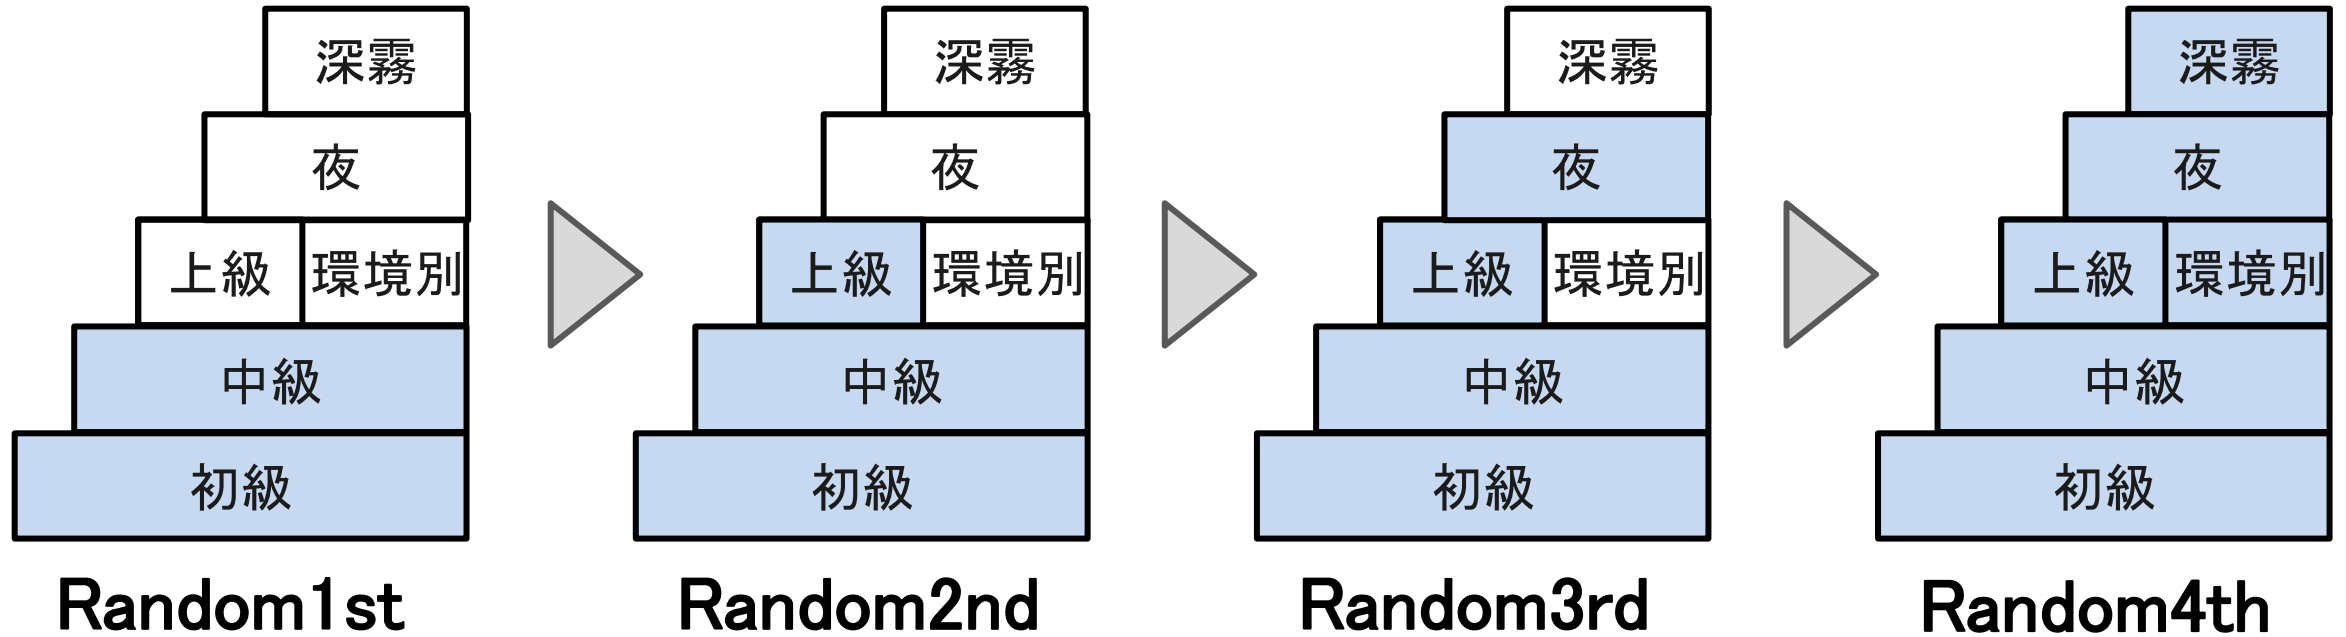 深霧
夜
上級 環境別
中級
初級
Random1st
深霧
夜
上級 環境別
中級
初級
Random2nd
深霧
夜
上級 環境別
中級
初級
Random3rd
深霧
夜
上級 環境別
中級
初級
Random4th